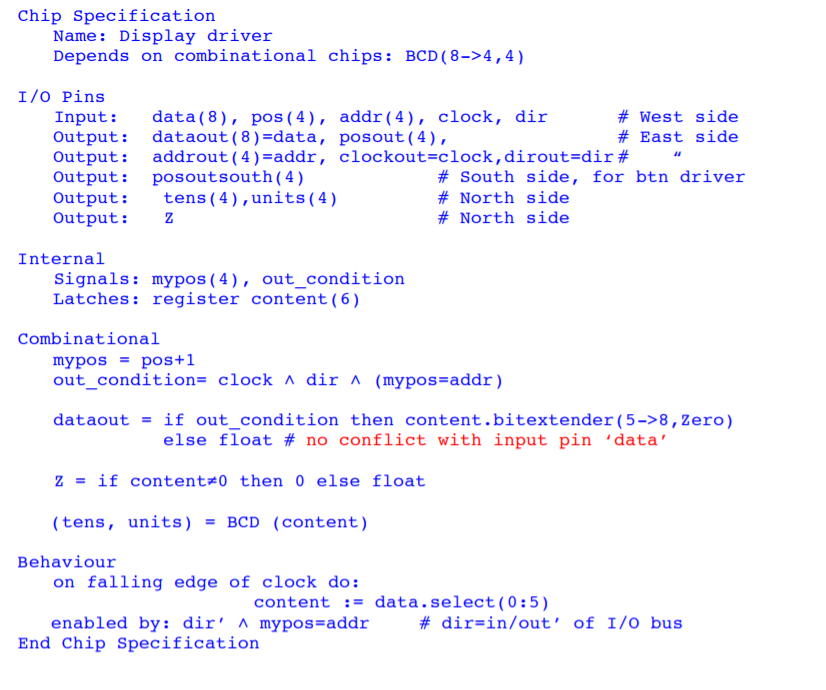 Chip Specification
Name: Display driver
Depends on combinational chips: BCD(8->4,4)
I/O Pins
Input: data(8), pos(4), addr(4), clock, dir # West side
Output: dataout(8)=data, posout(4), # East side
Output: addrout(4)=addr, clockout=clock,dirout=dir# “
Output: posoutsouth(4) # South side, for btn driver
Output: tens(4),units(4) # North side
Output: Z # North side
Internal
Signals: mypos(4), out_condition
Latches: register content(6)
Combinational
mypos = pos+1
out_condition= clock ∧ dir ∧ (mypos=addr)
dataout = if out_condition then content.bitextender(5->8,Zero)
else float # no conflict with input pin ‘data’
Z = if content≠0 then 0 else float
(tens, units) = BCD (content)
Behaviour
on falling edge of clock do:
content := data.select(0:5)
enabled by: dir′ ∧ mypos=addr # dir=in/out′ of I/O bus
End Chip Specification